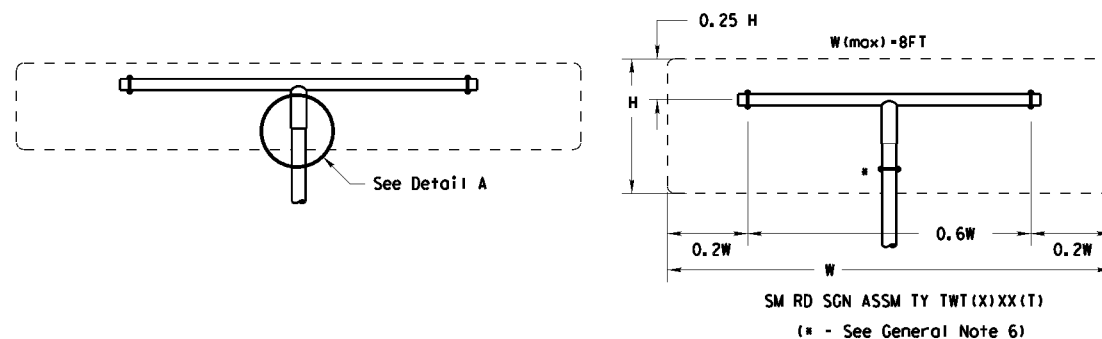 0.25 H
W(max)=8FT
H
*
See Detail A
0.2W
0.6W
0.2W
W
SM RD SGN ASSM TY TWT(X)XX(T)
(* - See General Note 6)